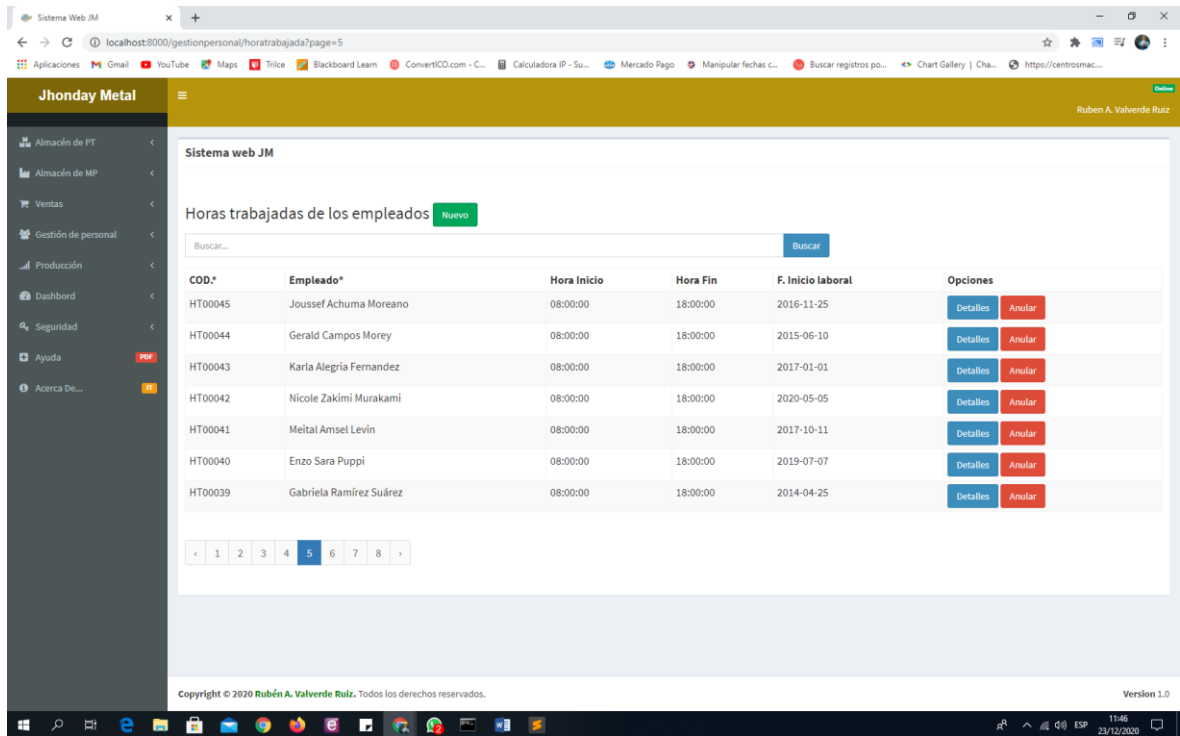 Sistema Web JM
localhost:8000/gestionpersonal/horatrabajada?page=5
Aplicaciones Gmail YouTube Maps Trilce Blackboard Learn ConvertICO.com - C... Calculadora IP - Su... Mercado Pago Manipular fechas c... Buscar registros po... Chart Gallery | Cha... https://centrosmac....
Jhonday Metal
Online
Ruben A. Valverde Ruiz
Almacén de PT
Almacén de MP
Ventas
Gestión de personal
Producción
Dashbord
Seguridad
Ayuda PDF
Acerca De... IT
Sistema web JM
Horas trabajadas de los empleados Nuevo
Buscar... Buscar
COD.* Empleado* Hora Inicio Hora Fin F. Inicio laboral Opciones
HT00045 Joussef Achuma Moreano 08:00:00 18:00:00 2016-11-25 Detalles Anular
HT00044 Gerald Campos Morey 08:00:00 18:00:00 2015-06-10 Detalles Anular
HT00043 Karla Alegria Fernandez 08:00:00 18:00:00 2017-01-01 Detalles Anular
HT00042 Nicole Zakimi Murakami 08:00:00 18:00:00 2020-05-05 Detalles Anular
HT00041 Meital Amsel Levin 08:00:00 18:00:00 2017-10-11 Detalles Anular
HT00040 Enzo Sara Puppi 08:00:00 18:00:00 2019-07-07 Detalles Anular
HT00039 Gabriela Ramírez Suárez 08:00:00 18:00:00 2014-04-25 Detalles Anular
‹ 1 2 3 4 5 6 7 8 ›
Copyright © 2020 Rubén A. Valverde Ruiz. Todos los derechos reservados. Version 1.0
ESP 11:46
23/12/2020